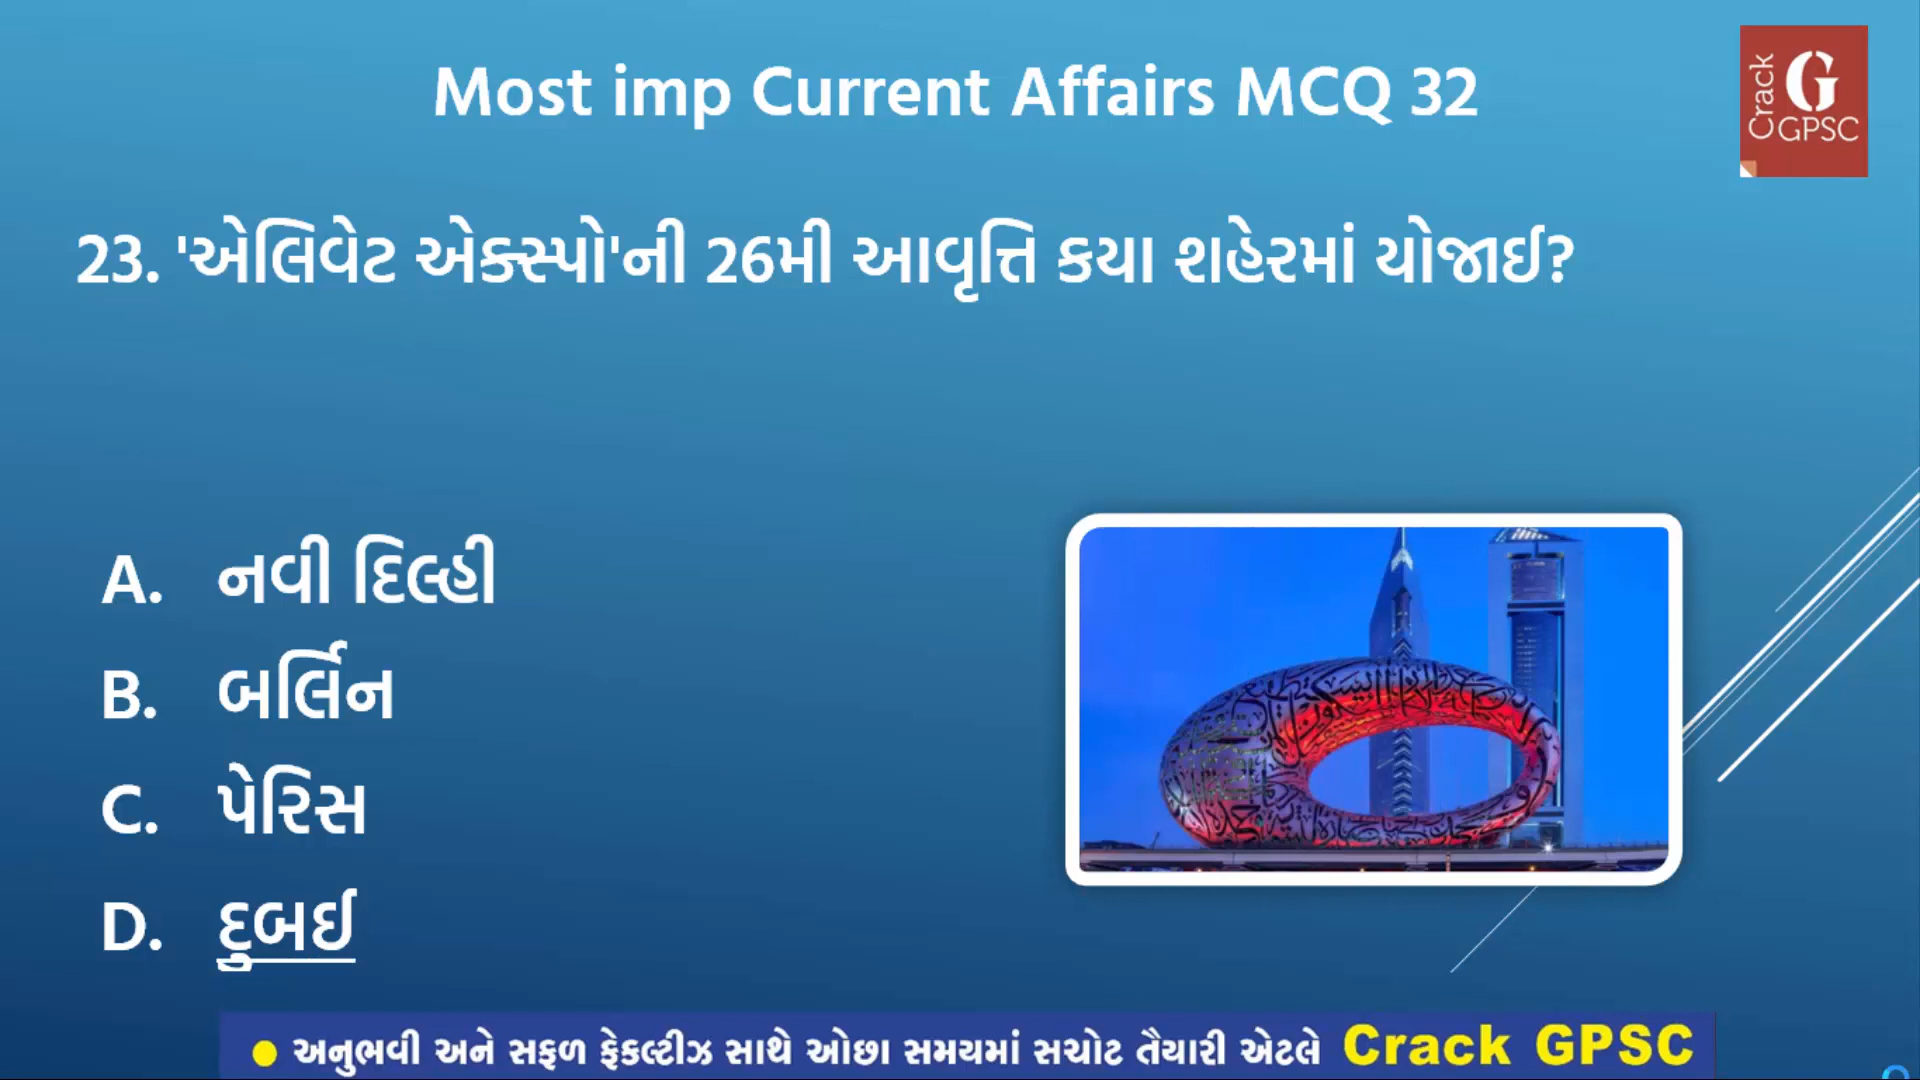 Most imp Current Affairs MCQ 32
Crack G GPSC
23. 'એલિવેટ એક્સ્પો'ની 26મી આવૃત્તિ કયા શહેરમાં યોજાઈ?
A. નવી દિલ્હી
B. બર્લિન
C. પેરિસ
D. દુબઈ
● અનુભવી અને સફળ ફેકલ્ટીઝ સાથે ઓછા સમયમાં સચોટ તૈયારી એટલે Crack GPSC